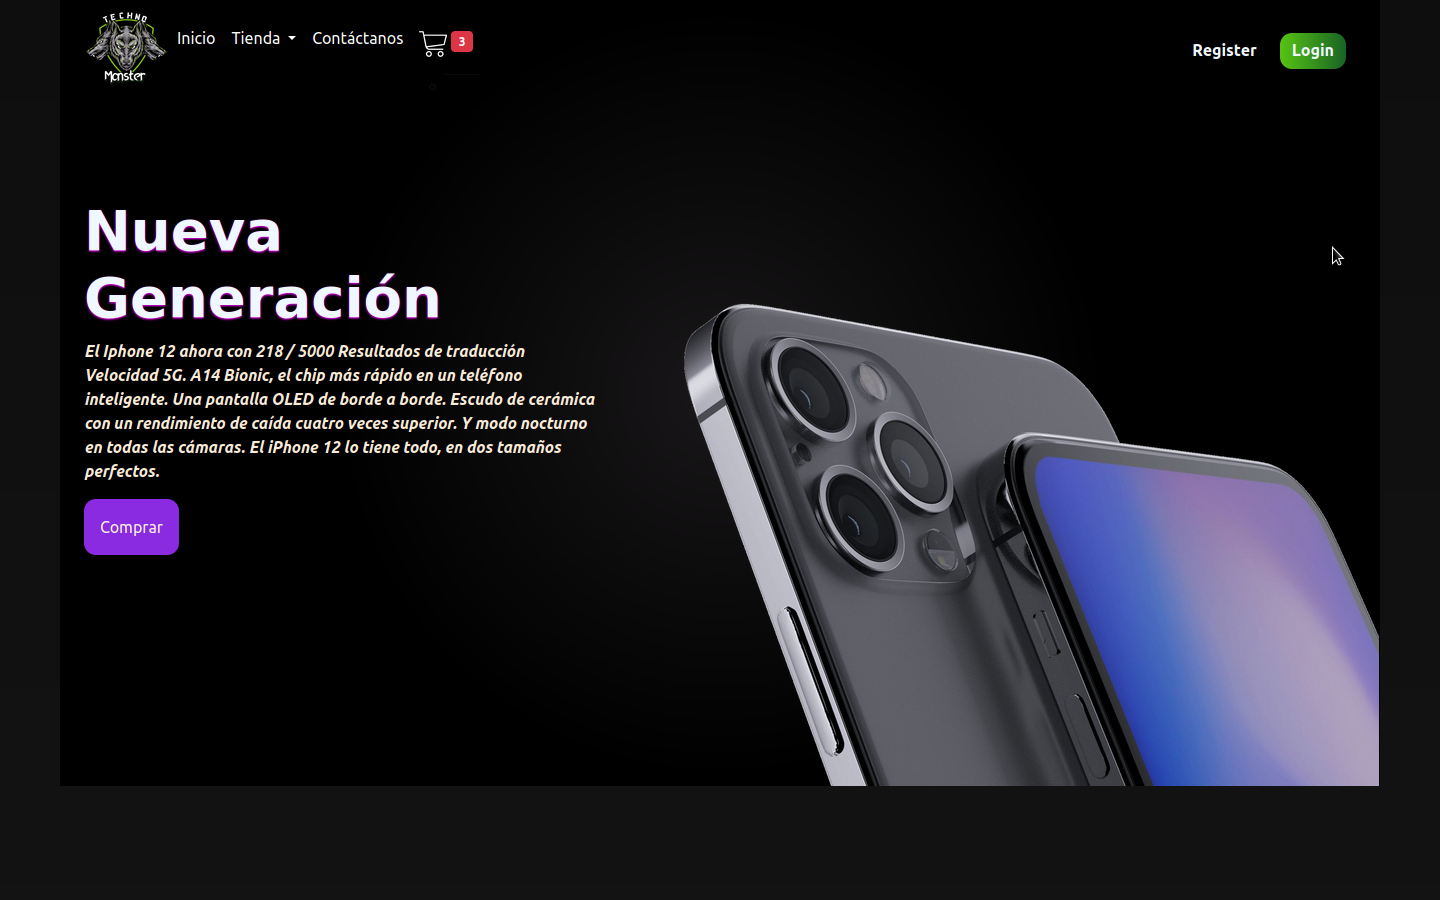 TECHNO
Monster
Inicio Tienda Contáctanos 3
Register Login
Nueva
Generación
El Iphone 12 ahora con 218 / 5000 Resultados de traducción
Velocidad 5G. A14 Bionic, el chip más rápido en un teléfono
inteligente. Una pantalla OLED de borde a borde. Escudo de cerámica
con un rendimiento de caída cuatro veces superior. Y modo nocturno
en todas las cámaras. El iPhone 12 lo tiene todo, en dos tamaños
perfectos.
Comprar